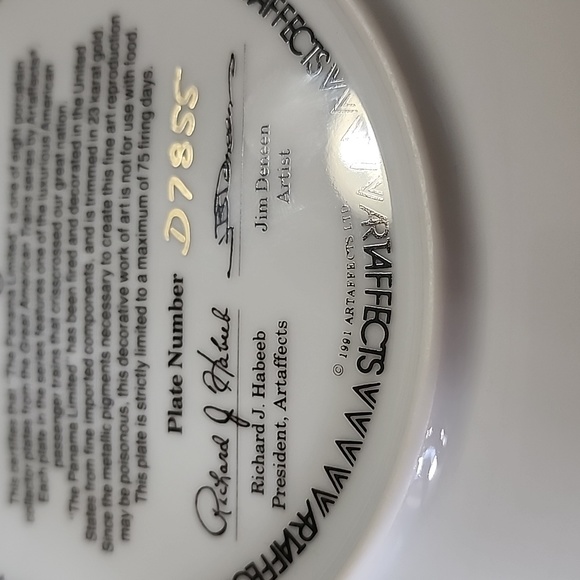 This certifies that "The Panama Limited" is one of eight porcelain
collector plates from the Great American Trains series by Artaffects®
Each plate in the series features one of the luxurious American
passenger trains that crisscrossed our great nation.
"The Panama Limited" has been fired and decorated in the United
States from fine imported components, and is trimmed in 23 karat gold.
Since the metallic pigments necessary to create this fine art reproduction
may be poisonous, this decorative work of art is not for use with food.
This plate is strictly limited to a maximum of 75 firing days.
Plate Number D7855
Richard J. Habeeb
Jim Deneen
Richard J. Habeeb
President, Artaffects
Jim Deneen
Artist
© 1991 ARTAFFECTS LTD.
ARTAFFECTS ARTAFFECTS ARTAFFECTS